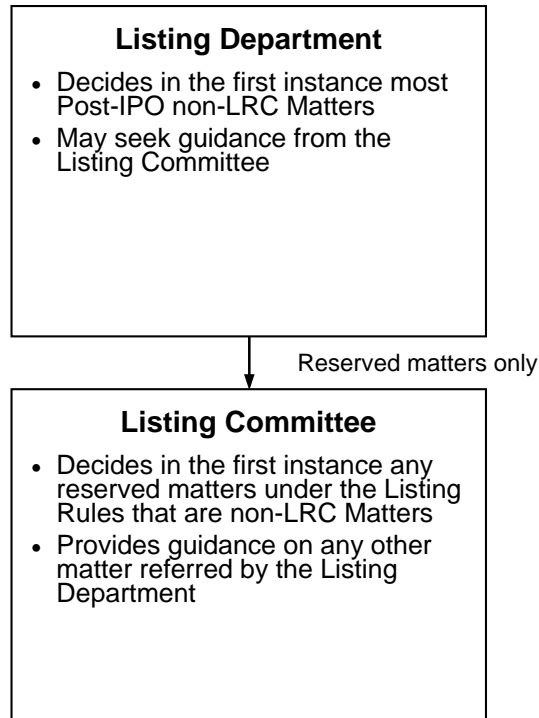 Listing Department
• Decides in the first instance most
Post-IPO non-LRC Matters
• May seek guidance from the
Listing Committee
Reserved matters only
Listing Committee
• Decides in the first instance any
reserved matters under the Listing
Rules that are non-LRC Matters
• Provides guidance on any other
matter referred by the Listing
Department